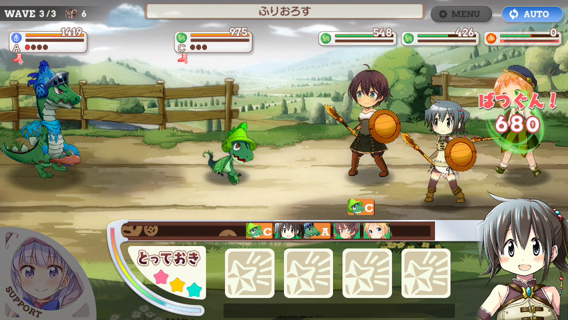 WAVE 3/3 6
ふりおろす
MENU
AUTO
A 1419
C 975
548
426
0
ばつぐん!
680
C
C
A
とっておき
SUPPORT